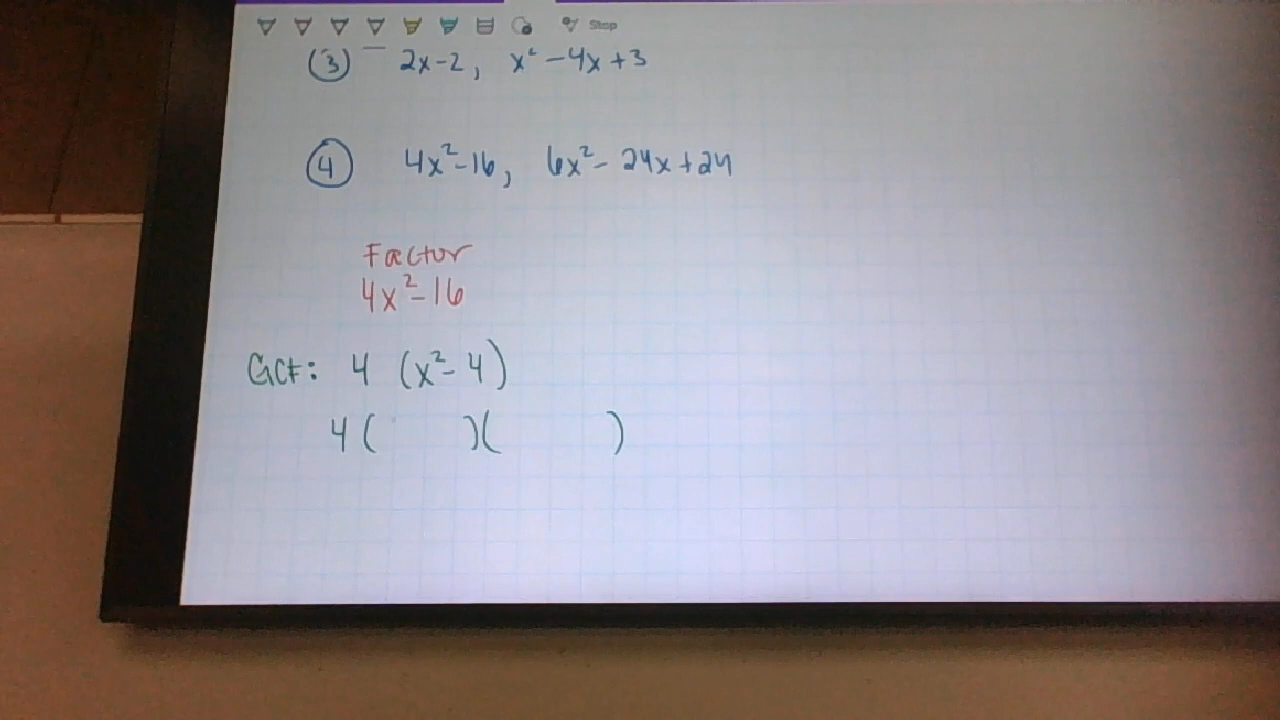 Stop
(3) 2x-2, x² - 4x + 3
(4) 4x²-16, 6x² - 24x + 24
Factor
4x²-16
GCF: 4 (x²- 4)
4 ( )( )